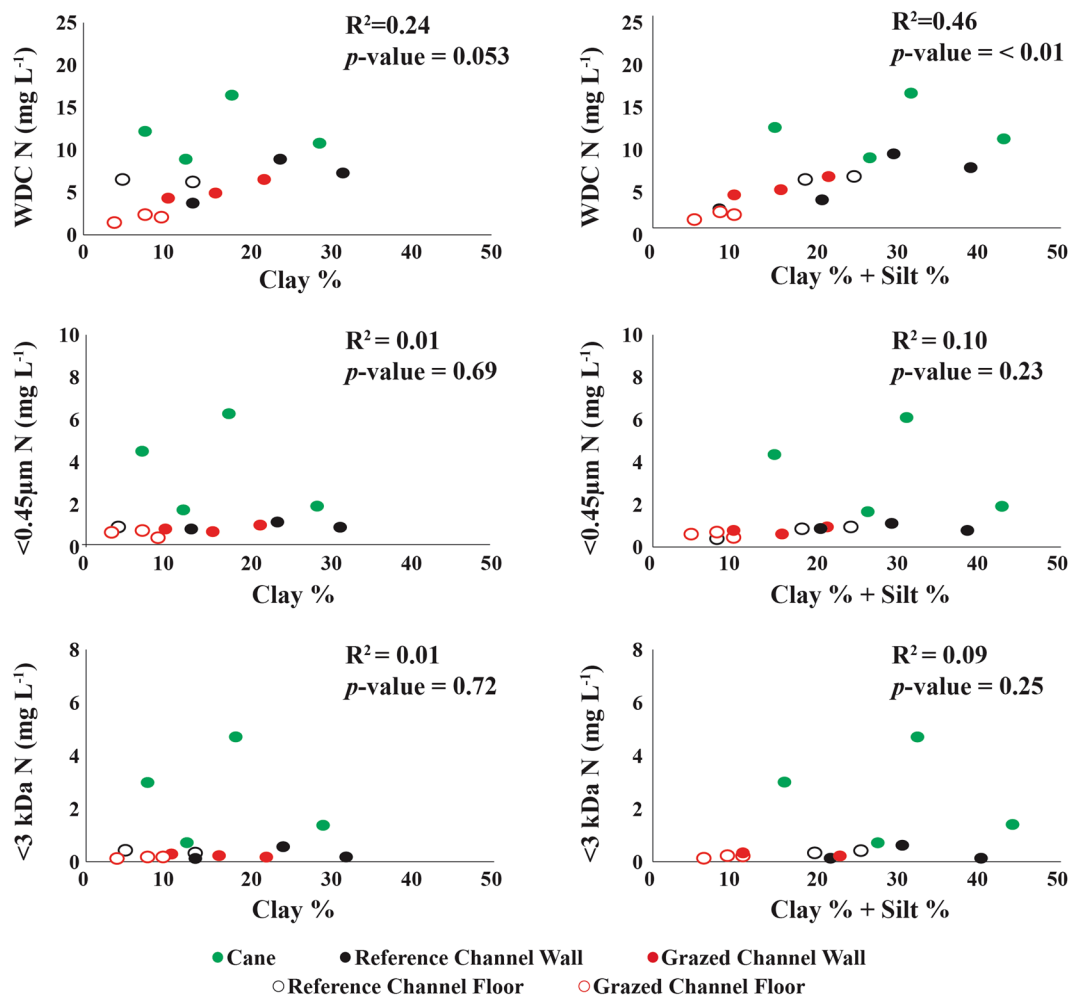 R²=0.24
p-value = 0.053
WDC N (mg L⁻¹)
25
20
15
10
5
0
0 10 20 30 40 50
Clay %
R²=0.46
p-value = < 0.01
WDC N (mg L⁻¹)
25
20
15
10
5
0
0 10 20 30 40 50
Clay % + Silt %
R² = 0.01
p-value = 0.69
<0.45µm N (mg L⁻¹)
10
8
6
4
2
0
0 10 20 30 40 50
Clay %
R² = 0.10
p-value = 0.23
<0.45µm N (mg L⁻¹)
10
8
6
4
2
0
0 10 20 30 40 50
Clay % + Silt %
R² = 0.01
p-value = 0.72
<3 kDa N (mg L⁻¹)
8
6
4
2
0
0 10 20 30 40 50
Clay %
R² = 0.09
p-value = 0.25
<3 kDa N (mg L⁻¹)
8
6
4
2
0
0 10 20 30 40 50
Clay % + Silt %
Cane Reference Channel Wall Grazed Channel Wall
Reference Channel Floor Grazed Channel Floor